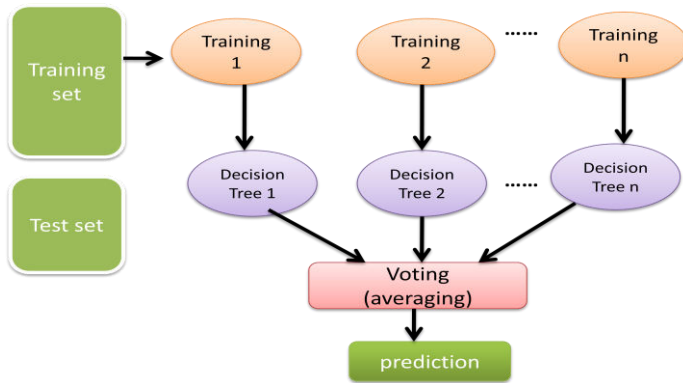 Training
set
Training
1
Training
2
......
Training
n
Decision
Tree 1
Decision
Tree 2
......
Decision
Tree n
Test set
Voting
(averaging)
prediction